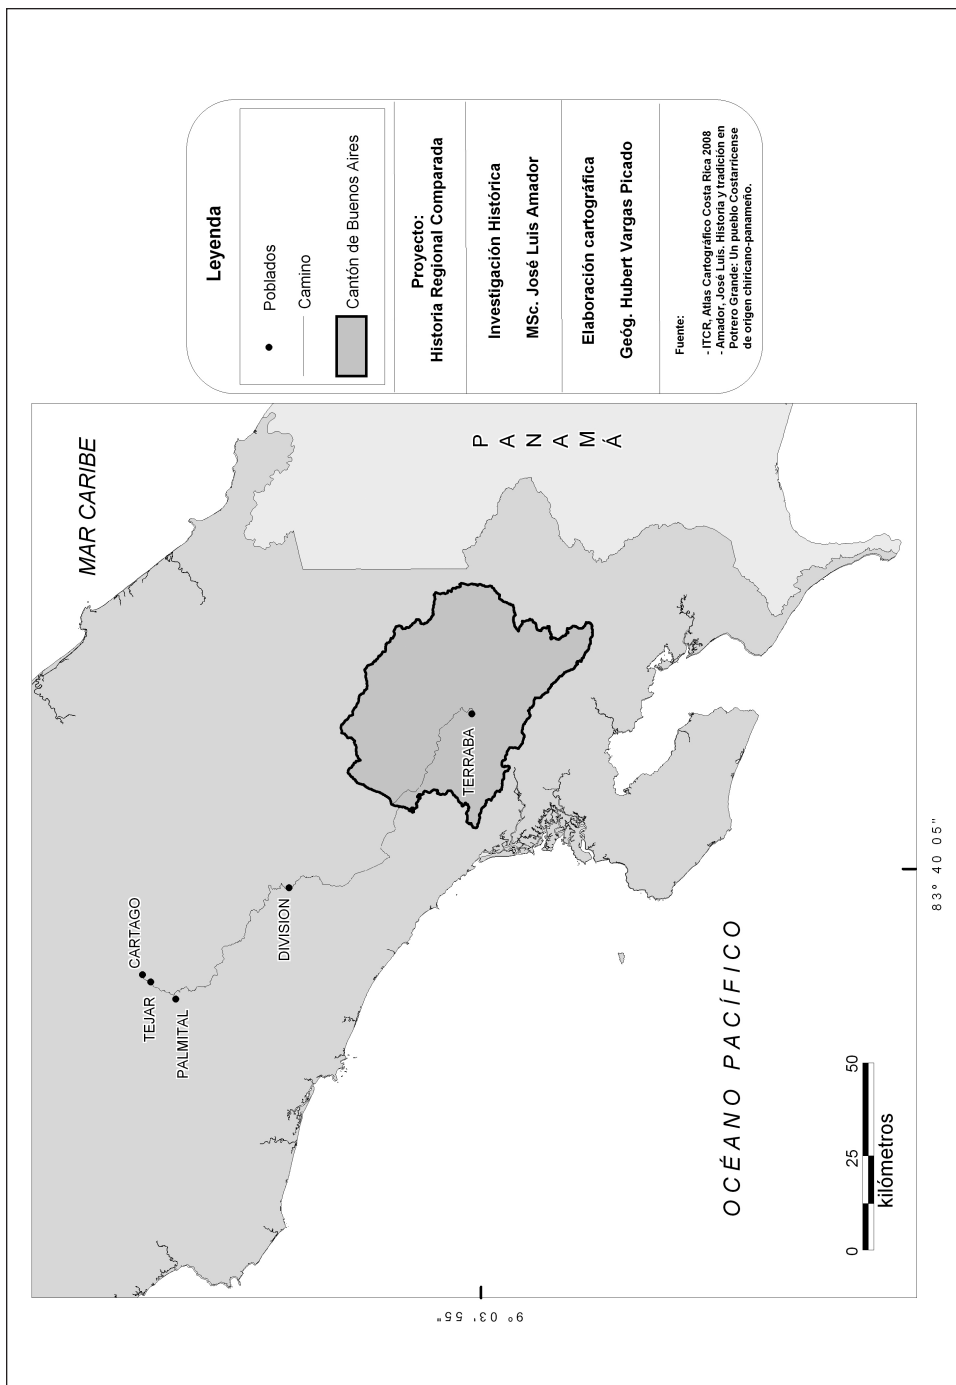 MAR CARIBE
CARTAGO
TEJAR
PALMITAL
DIVISION
TERRABA
P
A
N
A
M
Á
OCÉANO PACÍFICO
0 25 50
kilómetros
9º 03' 55"
83º 40 05"
Leyenda
Poblados
Camino
Cantón de Buenos Aires
Proyecto:
Historia Regional Comparada
Investigación Histórica
MSc. José Luis Amador
Elaboración cartográfica
Geóg. Hubert Vargas Picado
Fuente:
- ITCR, Atlas Cartográfico Costa Rica 2008
- Amador, José Luis. Historia y tradición en
Potrero Grande: Un pueblo Costarricense
de origen chiricano-panameño.